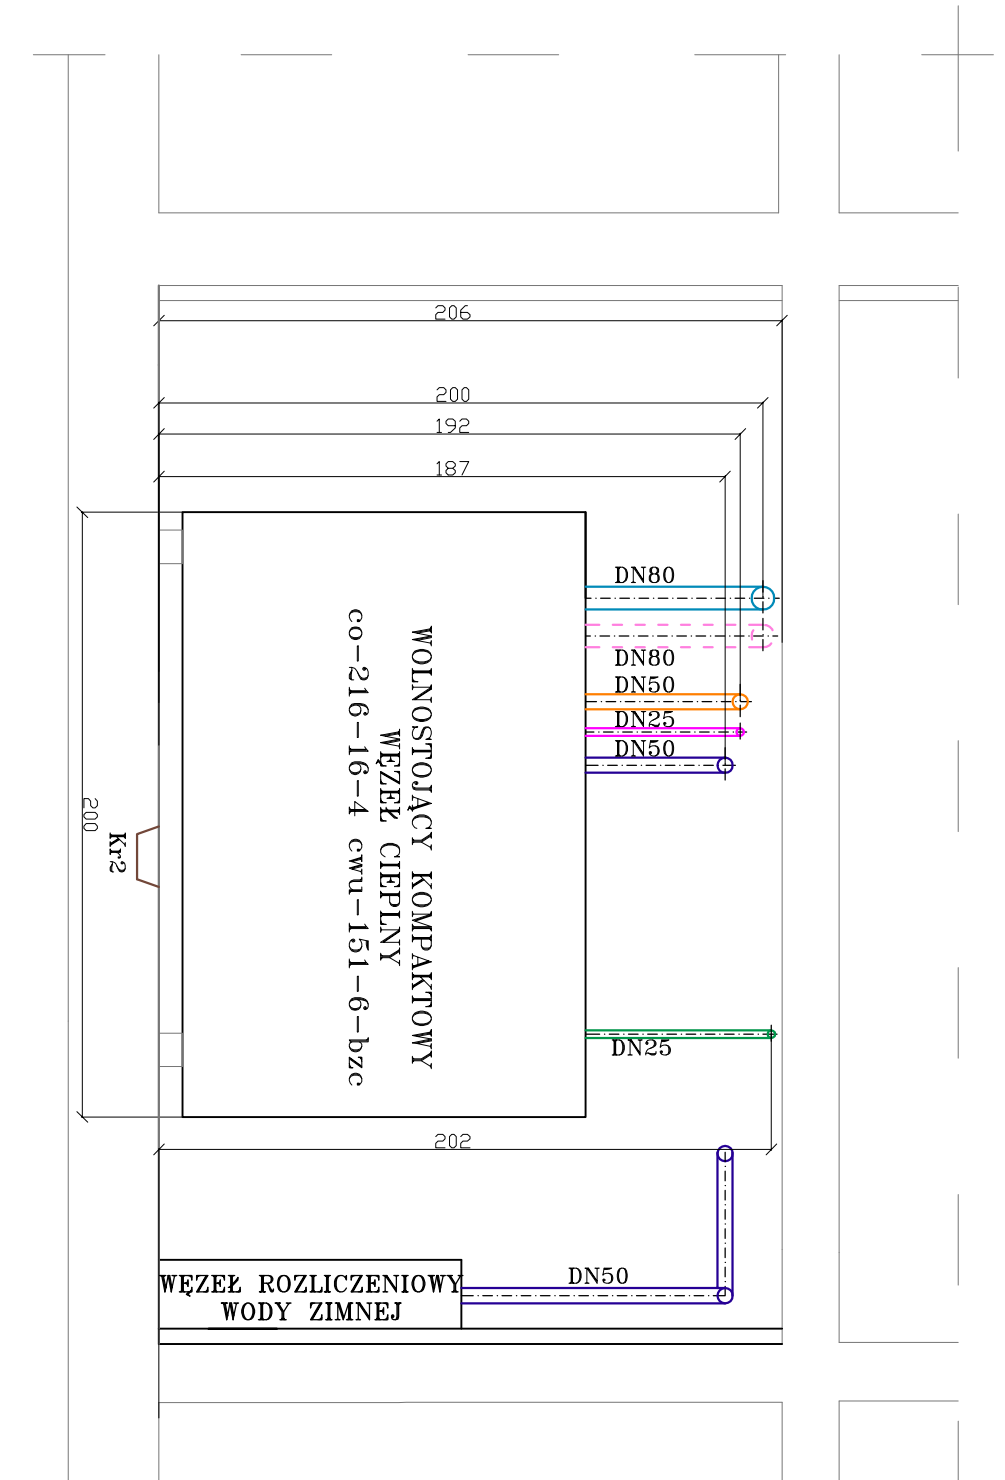 206
200
192
187
DN80
DN80
DN50
DN25
DN50
WOLNOSTOJĄCY KOMPAKTOWY
WĘZEŁ CIEPLNY
co-216-16-4 cwu-151-6-bzc
200
Kr2
DN25
202
DN50
WĘZEŁ ROZLICZENIOWY
WODY ZIMNEJ